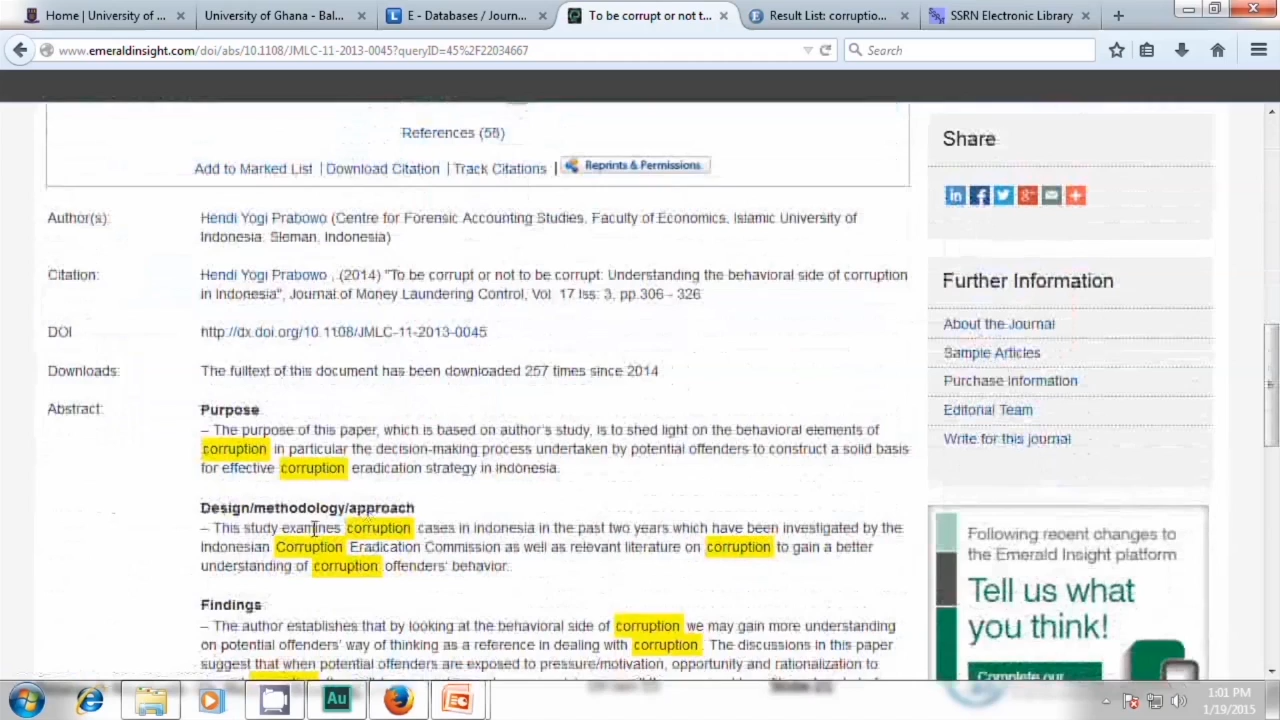 Home | University of ...
University of Ghana - Bal...
E - Databases / Journ...
To be corrupt or not t...
Result List: corruptio...
SSRN Electronic Library
www.emeraldinsight.com/doi/abs/10.1108/JMLC-11-2013-0045?queryID=45%2F2034667
Search
References (56)
Add to Marked List | Download Citation | Track Citations | Reprints & Permissions
Share
Author(s): Hendi Yogi Prabowo (Centre for Forensic Accounting Studies, Faculty of Economics, Islamic University of
Indonesia, Sleman, Indonesia)
Citation: Hendi Yogi Prabowo , (2014) "To be corrupt or not to be corrupt: Understanding the behavioral side of corruption
in Indonesia", Journal of Money Laundering Control, Vol. 17 Iss: 3, pp.306 - 326
DOI http://dx.doi.org/10.1108/JMLC-11-2013-0045
Downloads: The fulltext of this document has been downloaded 257 times since 2014
Abstract: Purpose
– The purpose of this paper, which is based on author's study, is to shed light on the behavioral elements of
corruption in particular the decision-making process undertaken by potential offenders to construct a solid basis
for effective corruption eradication strategy in Indonesia.
Design/methodology/approach
– This study examines corruption cases in Indonesia in the past two years which have been investigated by the
Indonesian Corruption Eradication Commission as well as relevant literature on corruption to gain a better
understanding of corruption offenders' behavior.
Findings
– The author establishes that by looking at the behavioral side of corruption we may gain more understanding
on potential offenders' way of thinking as a reference in dealing with corruption. The discussions in this paper
suggest that when potential offenders are exposed to pressure/motivation, opportunity and rationalization to
Further Information
About the Journal
Sample Articles
Purchase Information
Editorial Team
Write for this journal
Following recent changes to
the Emerald Insight platform
Tell us what
you think!
Complete our
Au
1:01 PM
1/19/2015